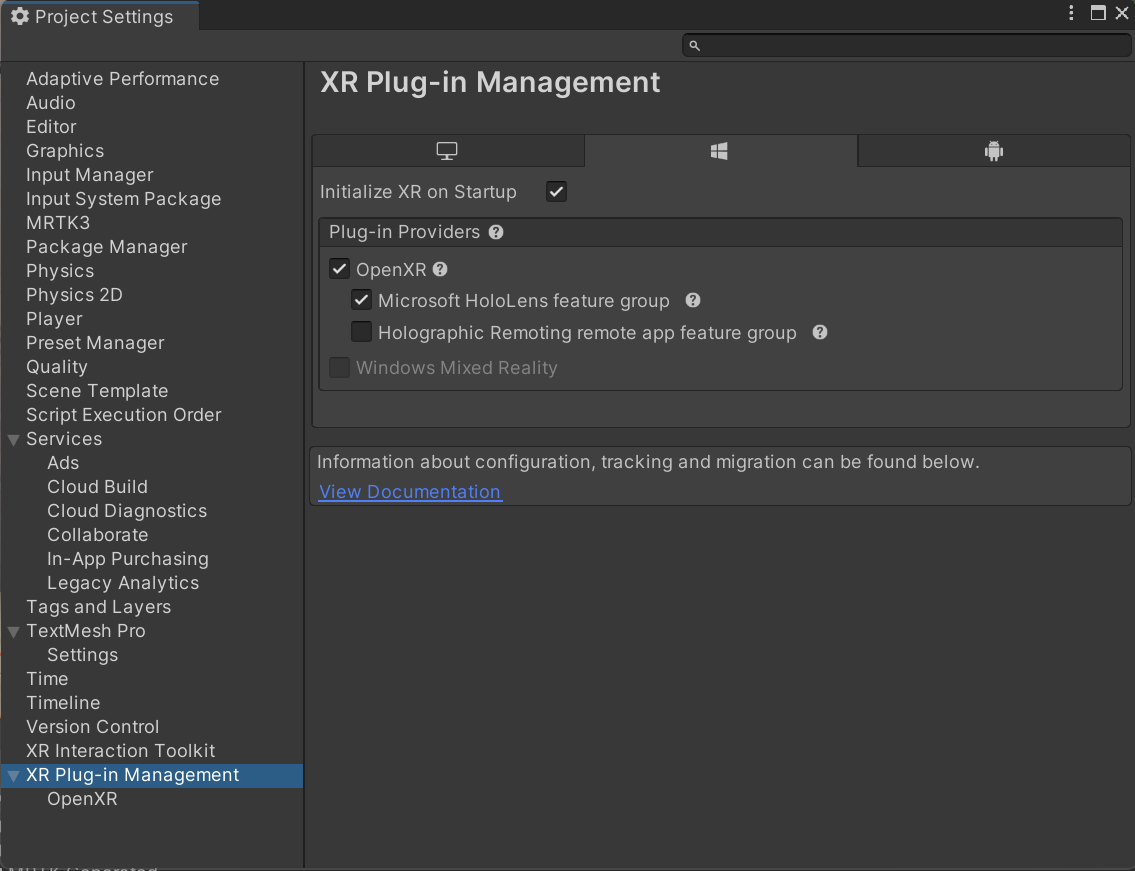 Project Settings
Adaptive Performance
Audio
Editor
Graphics
Input Manager
Input System Package
MRTK3
Package Manager
Physics
Physics 2D
Player
Preset Manager
Quality
Scene Template
Script Execution Order
Services
Ads
Cloud Build
Cloud Diagnostics
Collaborate
In-App Purchasing
Legacy Analytics
Tags and Layers
TextMesh Pro
Settings
Time
Timeline
Version Control
XR Interaction Toolkit
XR Plug-in Management
OpenXR
XR Plug-in Management
Initialize XR on Startup
Plug-in Providers
OpenXR
Microsoft HoloLens feature group
Holographic Remoting remote app feature group
Windows Mixed Reality
Information about configuration, tracking and migration can be found below.
View Documentation